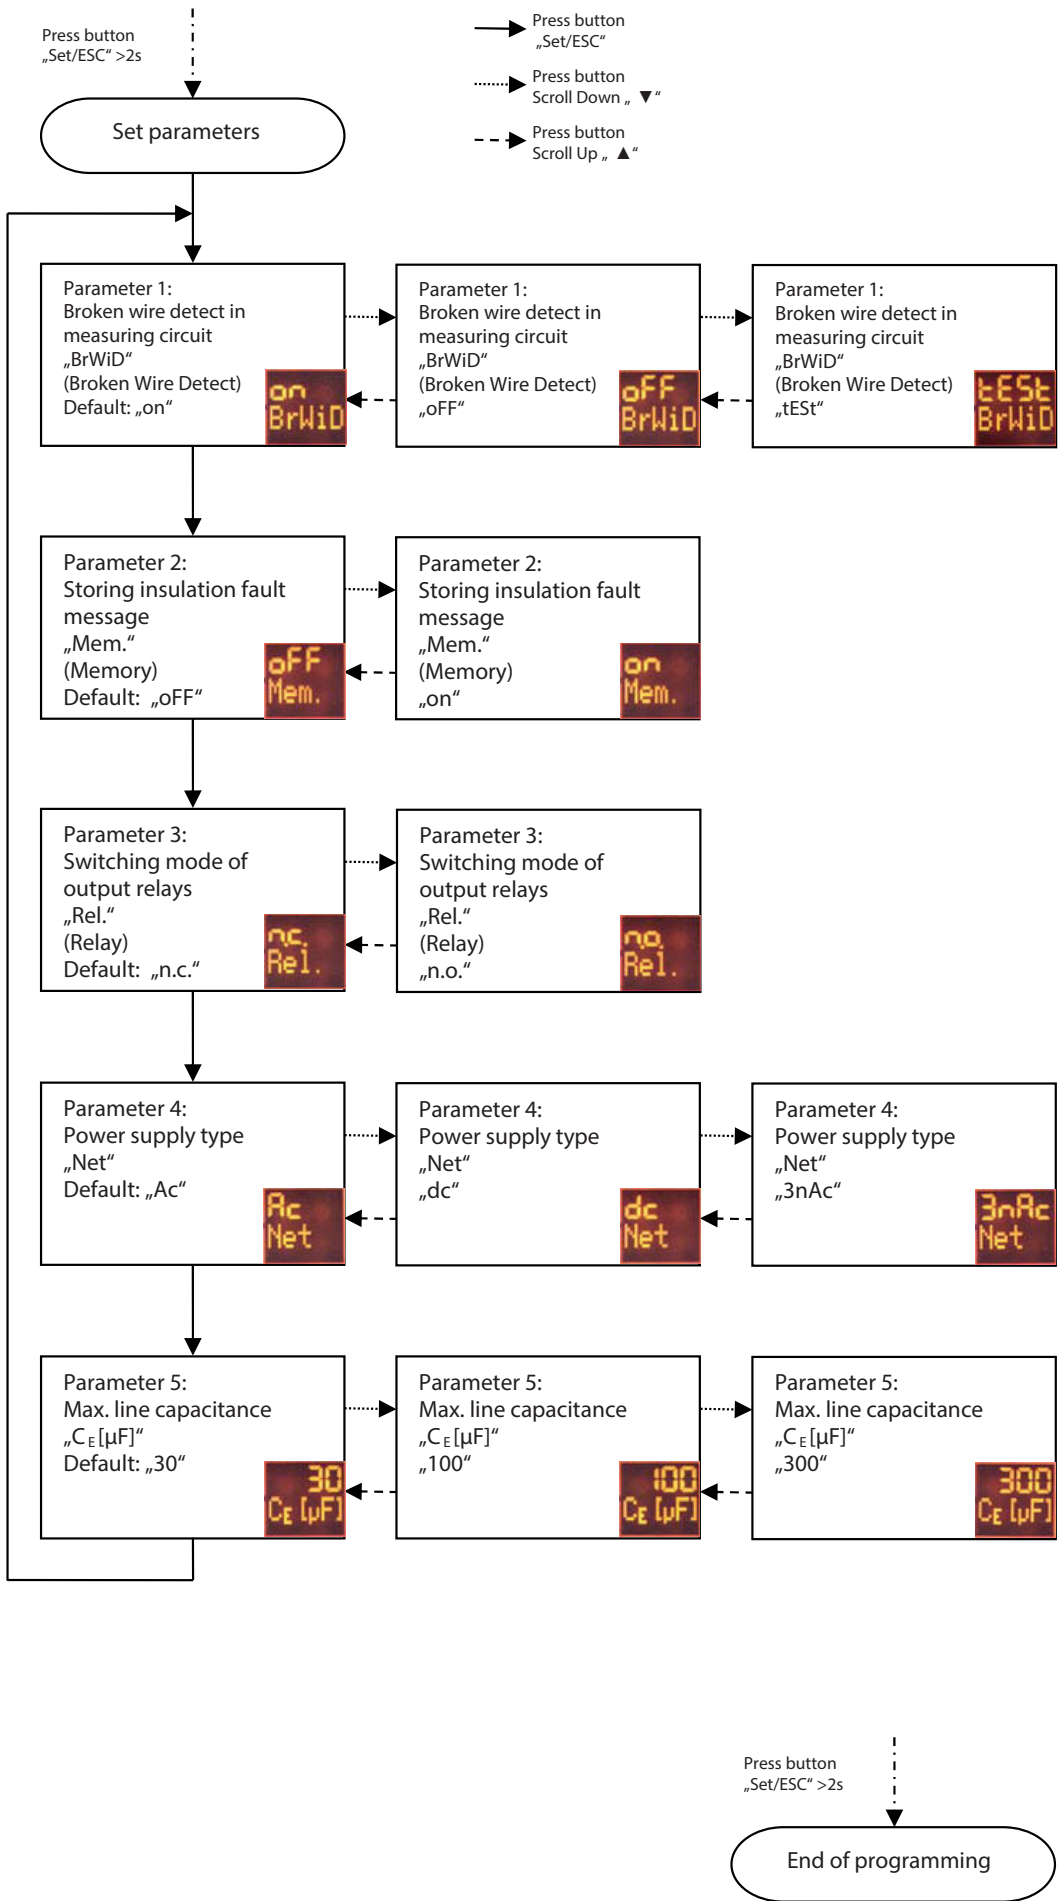 Press button
„Set/ESC“ >2s
Press button
„Set/ESC“
Press button
Scroll Down „ ▼“
Press button
Scroll Up „ ▲“
Set parameters
Parameter 1:
Broken wire detect in
measuring circuit
„BrWiD“
(Broken Wire Detect)
Default: „on“
on
BrWiD
Parameter 1:
Broken wire detect in
measuring circuit
„BrWiD“
(Broken Wire Detect)
„oFF“
oFF
BrWiD
Parameter 1:
Broken wire detect in
measuring circuit
„BrWiD“
(Broken Wire Detect)
„tESt“
tESt
BrWiD
Parameter 2:
Storing insulation fault
message
„Mem.“
(Memory)
Default: „oFF“
oFF
Mem.
Parameter 2:
Storing insulation fault
message
„Mem.“
(Memory)
„on“
on
Mem.
Parameter 3:
Switching mode of
output relays
„Rel.“
(Relay)
Default: „n.c.“
n.c.
Rel.
Parameter 3:
Switching mode of
output relays
„Rel.“
(Relay)
„n.o.“
n.o.
Rel.
Parameter 4:
Power supply type
„Net“
Default: „Ac“
Ac
Net
Parameter 4:
Power supply type
„Net“
„dc“
dc
Net
Parameter 4:
Power supply type
„Net“
„3nAc“
3nAc
Net
Parameter 5:
Max. line capacitance
„CE[µF]“
Default: „30“
30
CE [µF]
Parameter 5:
Max. line capacitance
„CE[µF]“
„100“
100
CE [µF]
Parameter 5:
Max. line capacitance
„CE[µF]“
„300“
300
CE [µF]
Press button
„Set/ESC“ >2s
End of programming